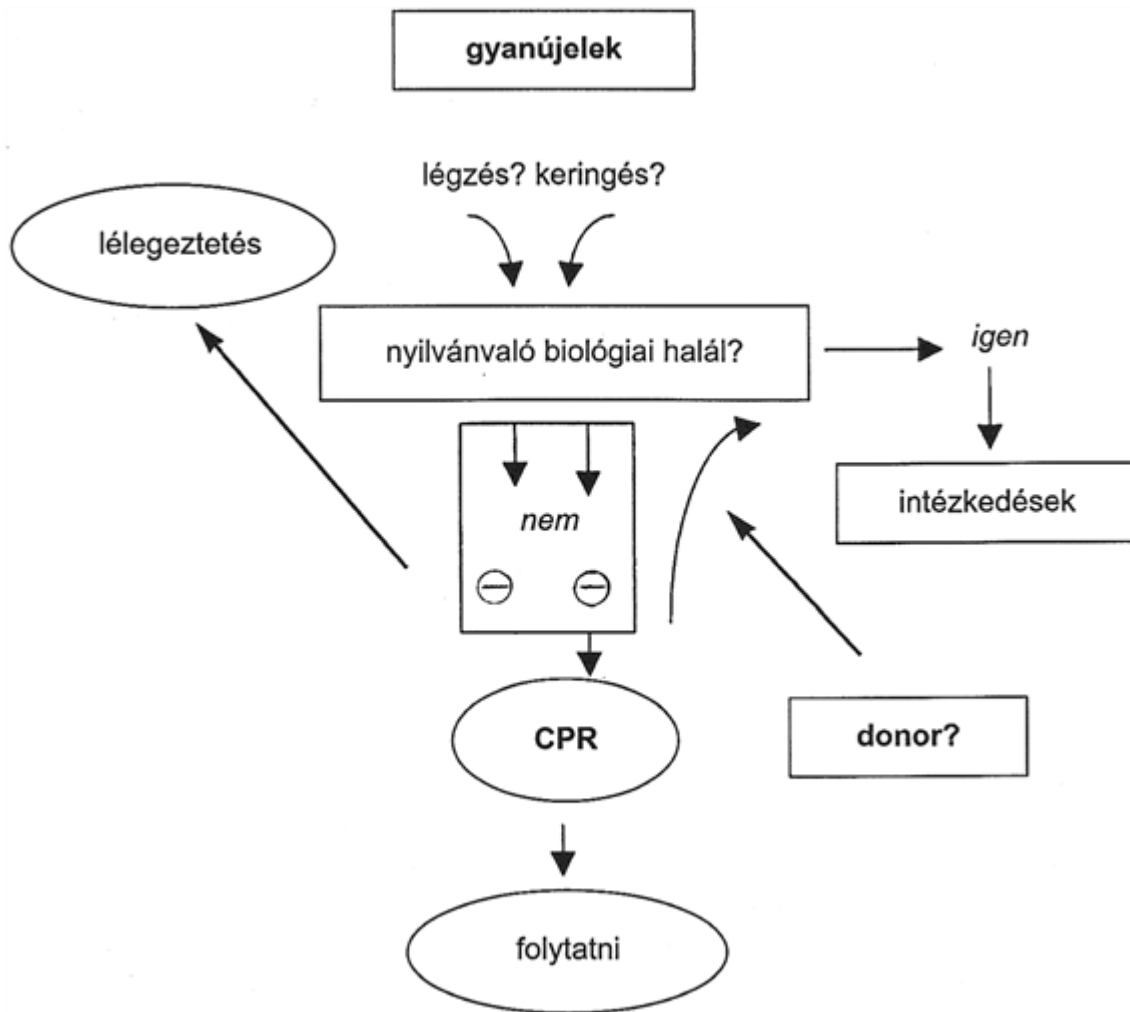 gyanújelek
légzés? keringés?
lélegeztetés
nyilvánvaló biológiai halál?
igen
intézkedések
nem
CPR
donor?
folytatni